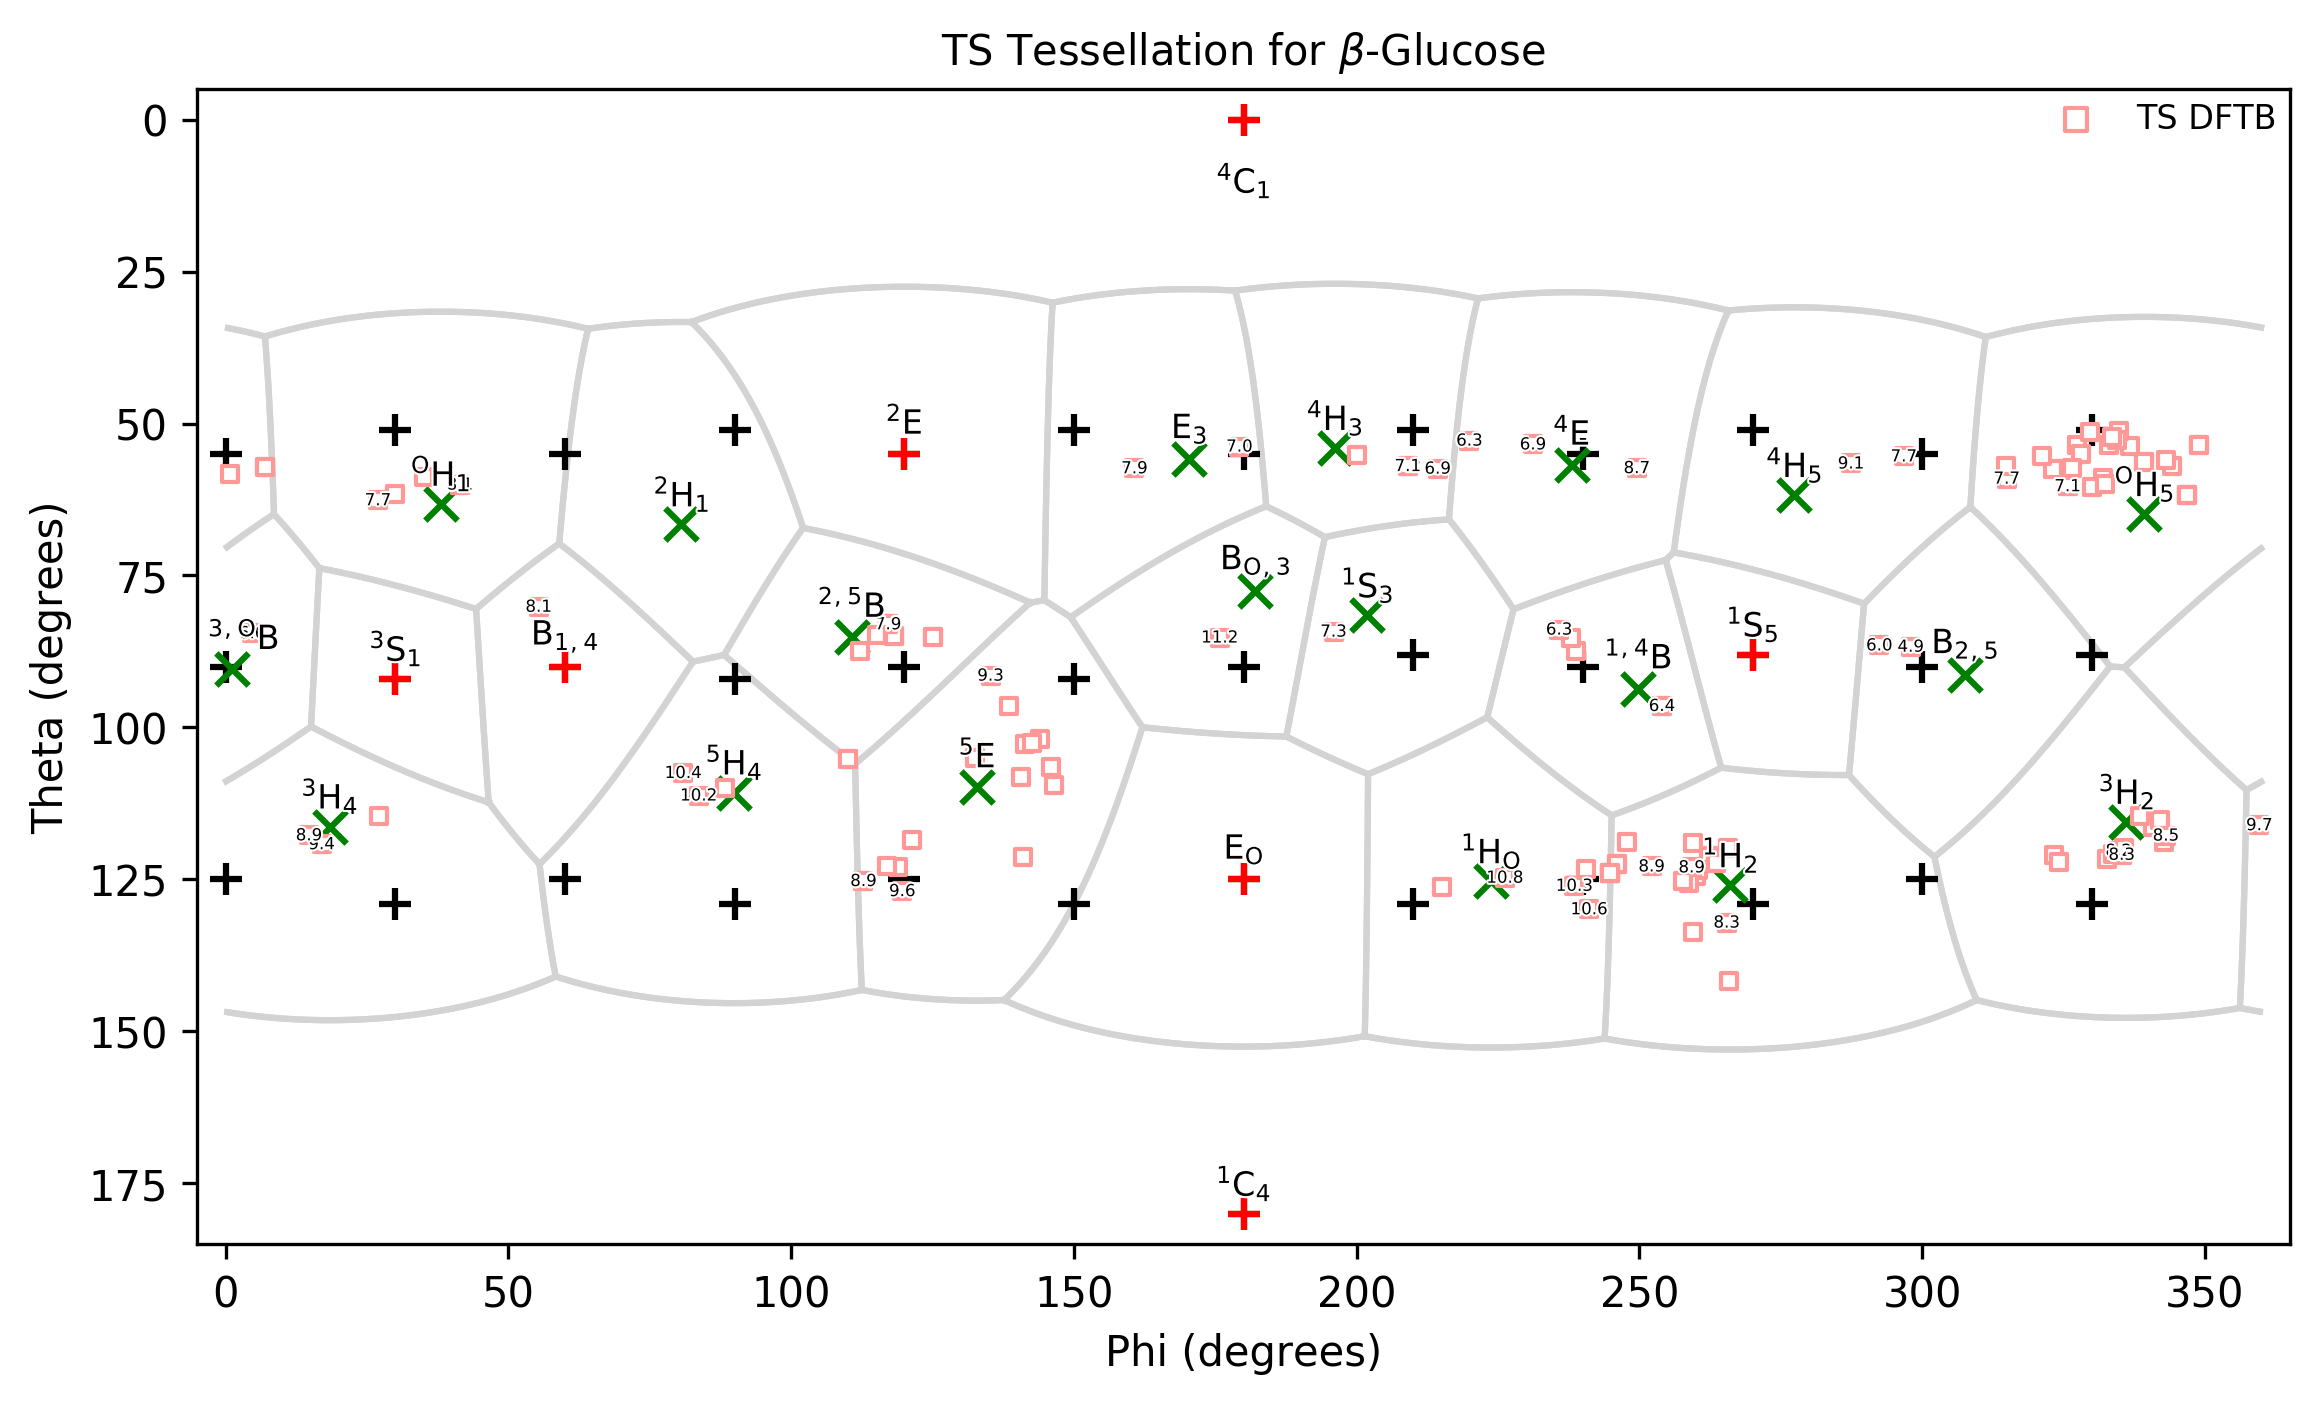 TS Tessellation for β-Glucose
TS DFTB
0
⁴C₁
25
50
²E
E₃
⁴H₃
⁴E
7.0
6.3
6.9
7.9
7.1
6.9
8.7
9.1
7.7
ᴼH₁
7.7
²H₁
⁴H₅
7.7
7.1
ᴼH₅
75
B_O,3
¹S₃
8.1
²,⁵B
7.9
³,ᴼB
³S₁
B₁,₄
11.2
7.3
6.3
¹,⁴B
¹S₅
6.0
4.9
B₂,₅
9.3
6.4
100
⁵H₄
10.4
10.2
⁵E
³H₄
8.9
9.4
³H₂
8.5
8.3
9.7
125
8.9
9.6
E_O
¹H_O
10.8
10.3
10.6
8.9
8.9
¹H₂
8.3
150
175
¹C₄
0
50
100
150
200
250
300
350
Theta (degrees)
Phi (degrees)